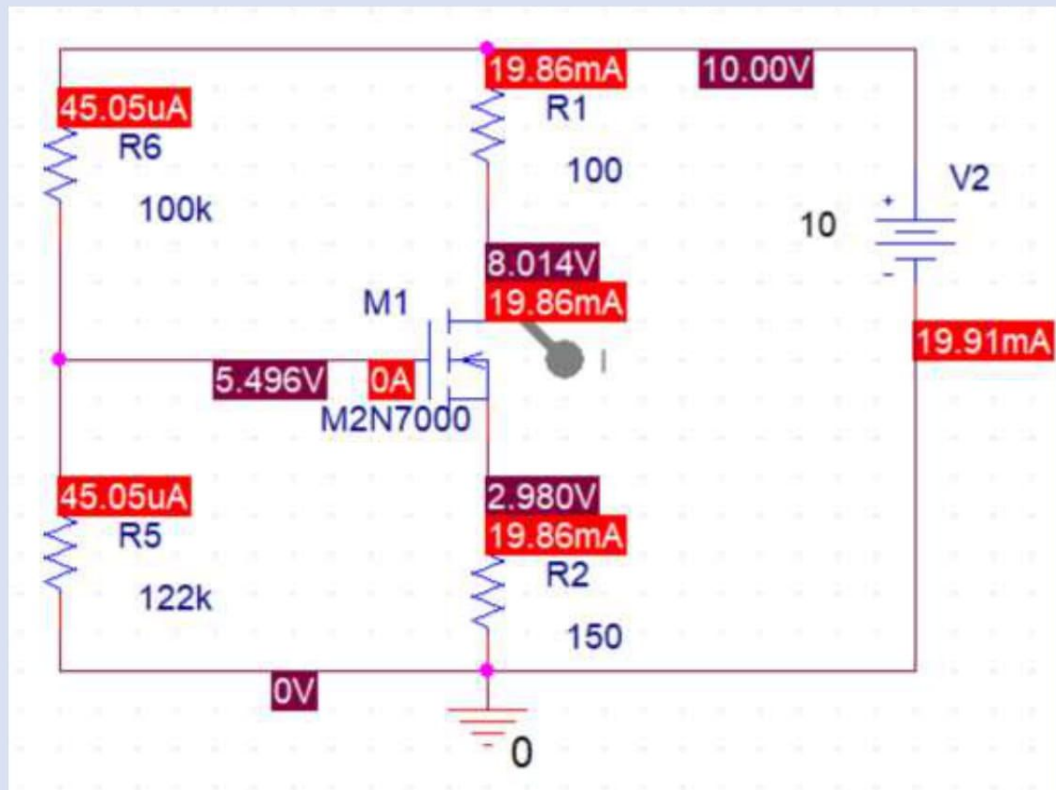 19.86mA
10.00V
45.05uA
R1
R6
100
V2
100k
+
10
8.014V
M1
19.86mA
-
19.91mA
I
5.496V
0A
M2N7000
45.05uA
2.980V
R5
19.86mA
R2
122k
150
0V
0